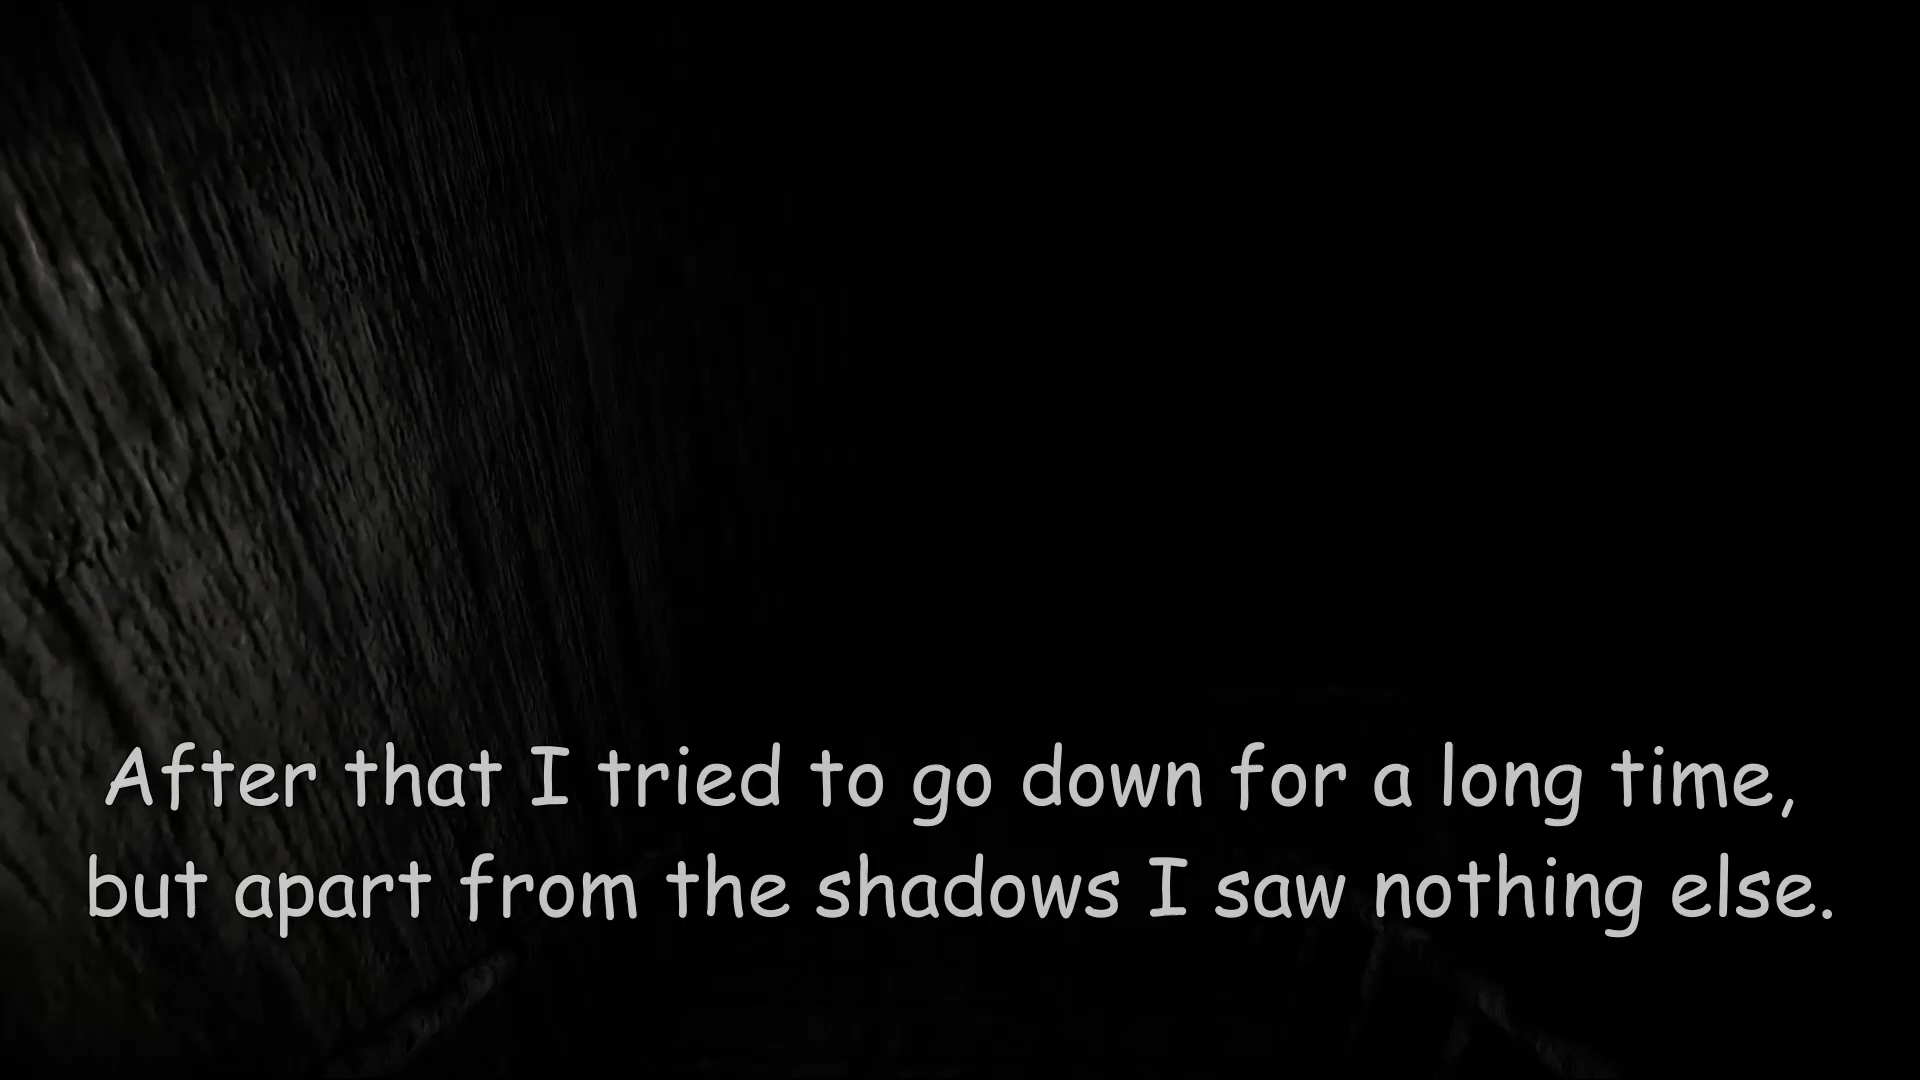 After that I tried to go down for a long time,
but apart from the shadows I saw nothing else.